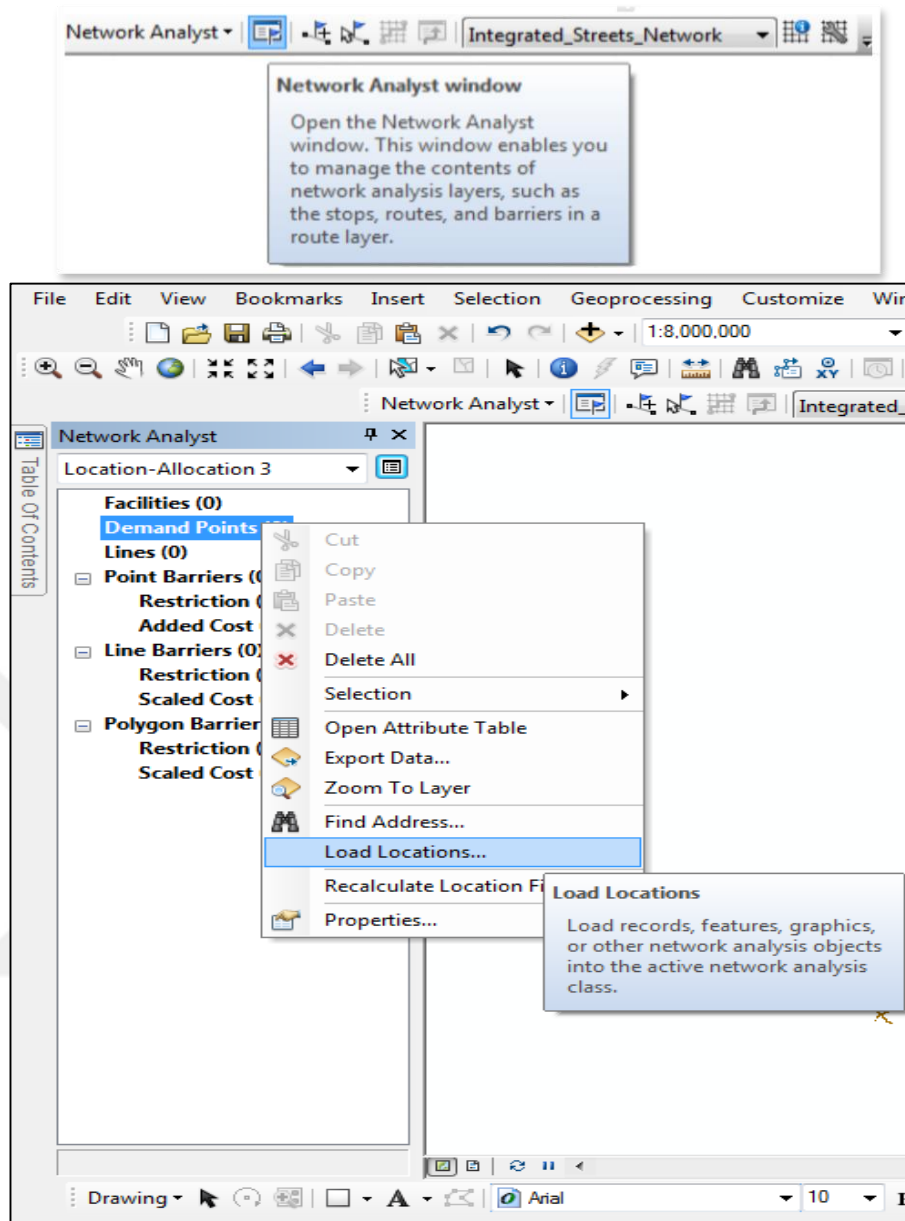 Network Analyst
Integrated_Streets_Network
Network Analyst window
Open the Network Analyst
window. This window enables you
to manage the contents of
network analysis layers, such as
the stops, routes, and barriers in a
route layer.
File Edit View Bookmarks Insert Selection Geoprocessing Customize Wi
1:8,000,000
Network Analyst
Integrated_
Table Of Contents
Network Analyst
Location-Allocation 3
Facilities (0)
Demand Points
Lines (0)
Point Barriers (0
Restriction (
Added Cost
Line Barriers (0)
Restriction (
Scaled Cost
Polygon Barrier
Restriction (
Scaled Cost
Cut
Copy
Paste
Delete
Delete All
Selection
Open Attribute Table
Export Data...
Zoom To Layer
Find Address...
Load Locations...
Recalculate Location Fi
Properties...
Load Locations
Load records, features, graphics,
or other network analysis objects
into the active network analysis
class.
Drawing A Arial 10